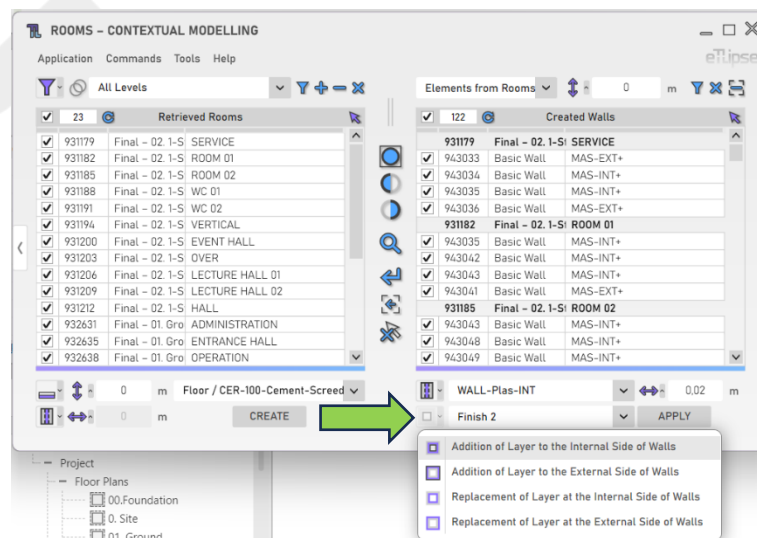 ROOMS – CONTEXTUAL MODELLING
Application Commands Tools Help
eTLipse
All Levels
Elements from Rooms 0 m
23 Retrieved Rooms
931179 Final – 02. 1-S SERVICE
931182 Final – 02. 1-S ROOM 01
931185 Final – 02. 1-S ROOM 02
931188 Final – 02. 1-S WC 01
931191 Final – 02. 1-S WC 02
931194 Final – 02. 1-S VERTICAL
931200 Final – 02. 1-S EVENT HALL
931203 Final – 02. 1-S OVER
931206 Final – 02. 1-S LECTURE HALL 01
931209 Final – 02. 1-S LECTURE HALL 02
931212 Final – 02. 1-S HALL
932631 Final – 01. Gro ADMINISTRATION
932635 Final – 01. Gro ENTRANCE HALL
932638 Final – 01. Gro OPERATION
122 Created Walls
931179 Final – 02. 1-St SERVICE
943033 Basic Wall MAS-EXT+
943034 Basic Wall MAS-INT+
943035 Basic Wall MAS-INT+
943036 Basic Wall MAS-EXT+
931182 Final – 02. 1-St ROOM 01
943035 Basic Wall MAS-INT+
943042 Basic Wall MAS-INT+
943043 Basic Wall MAS-INT+
943041 Basic Wall MAS-EXT+
931185 Final – 02. 1-St ROOM 02
943043 Basic Wall MAS-INT+
943048 Basic Wall MAS-INT+
943049 Basic Wall MAS-INT+
0 m Floor / CER-100-Cement-Screed
0 m CREATE
WALL-Plas-INT 0,02 m
Finish 2 APPLY
Addition of Layer to the Internal Side of Walls
Addition of Layer to the External Side of Walls
Replacement of Layer at the Internal Side of Walls
Replacement of Layer at the External Side of Walls
Project
Floor Plans
00.Foundation
0. Site
01. Ground